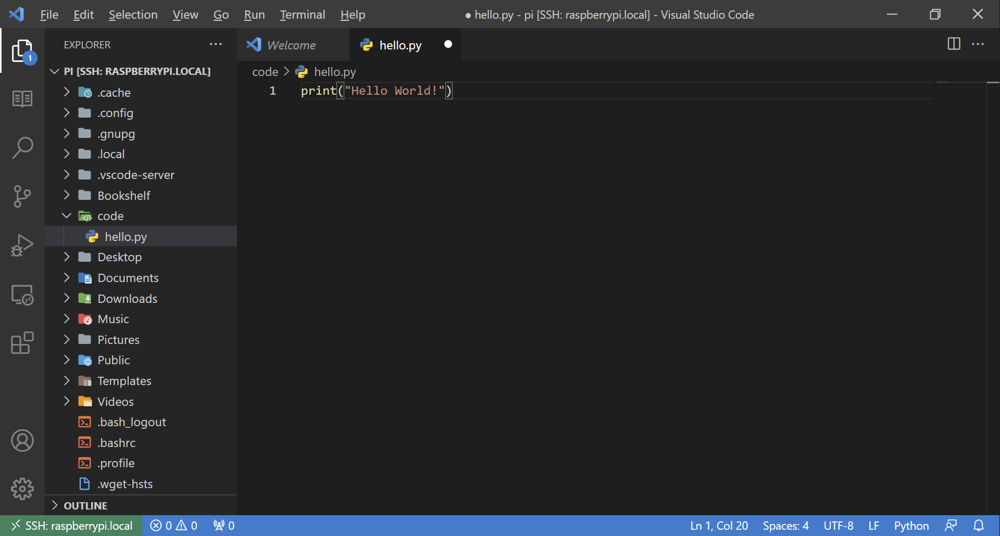 File Edit Selection View Go Run Terminal Help ● hello.py - pi [SSH: raspberrypi.local] - Visual Studio Code
EXPLORER
Welcome
hello.py
1
PI [SSH: RASPBERRYPI.LOCAL]
code > hello.py
1 print("Hello World!")
.cache
.config
.gnupg
.local
.vscode-server
Bookshelf
code
hello.py
Desktop
Documents
Downloads
Music
Pictures
Public
Templates
Videos
.bash_logout
.bashrc
.profile
.wget-hsts
OUTLINE
SSH: raspberrypi.local 0 0 0 Ln 1, Col 20 Spaces: 4 UTF-8 LF Python